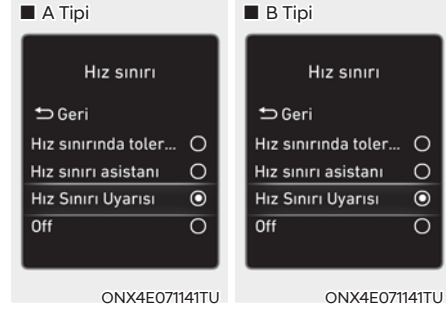 ■ A Tipi
Hız sınırı
Geri
Hız sınırında toler...
Hız sınırı asistanı
Hız Sınırı Uyarısı
Off
ONX4E071141TU
■ B Tipi
Hız sınırı
Geri
Hız sınırında toler...
Hız sınırı asistanı
Hız Sınırı Uyarısı
Off
ONX4E071141TU